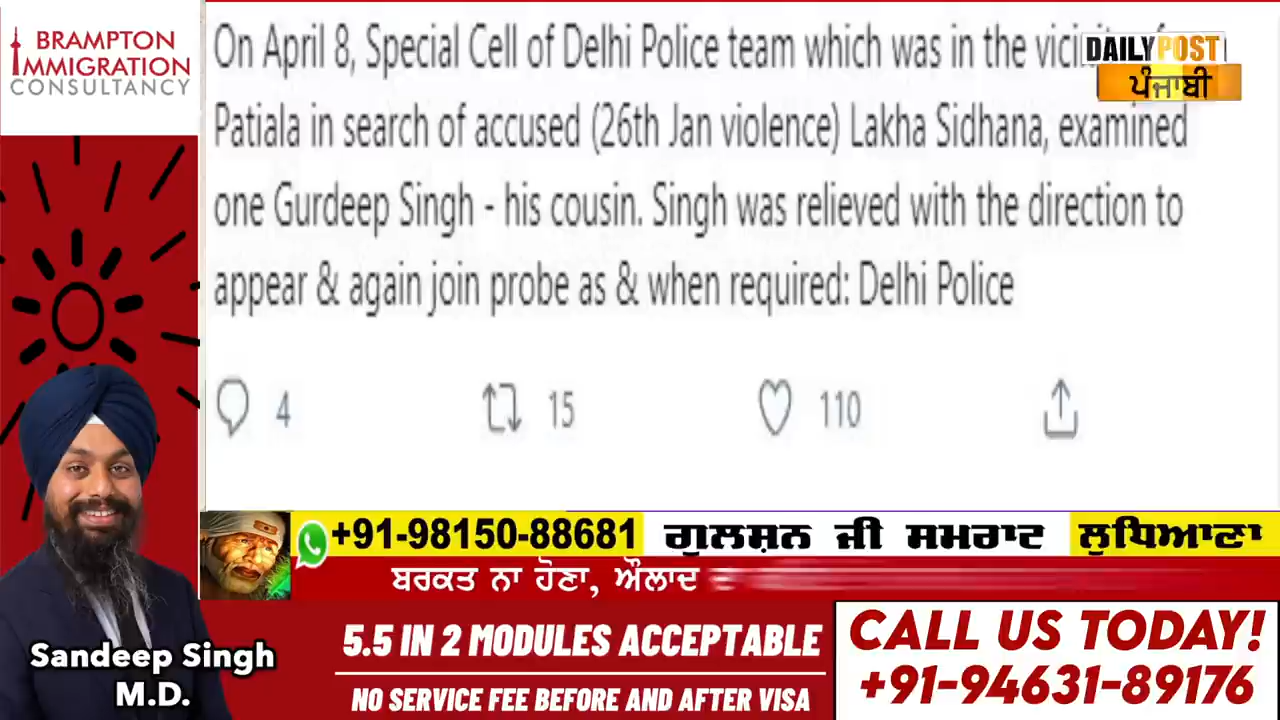 BRAMPTON
IMMIGRATION
CONSULTANCY
DAILY POST
ਪੰਜਾਬੀ
On April 8, Special Cell of Delhi Police team which was in the
Patiala in search of accused (26th Jan violence) Lakha Sidhana, examined
one Gurdeep Singh - his cousin. Singh was relieved with the direction to
appear & again join probe as & when required: Delhi Police
4 15 110
+91-98150-88681 ਗੁਲਸ਼ਨ ਜੀ ਸਮਰਾਟ ਲੁਧਿਆਣਾ
ਬਰਕਤ ਨਾ ਹੋਣਾ, ਔਲਾਦ
Sandeep Singh
M.D.
5.5 IN 2 MODULES ACCEPTABLE
NO SERVICE FEE BEFORE AND AFTER VISA
CALL US TODAY!
+91-94631-89176